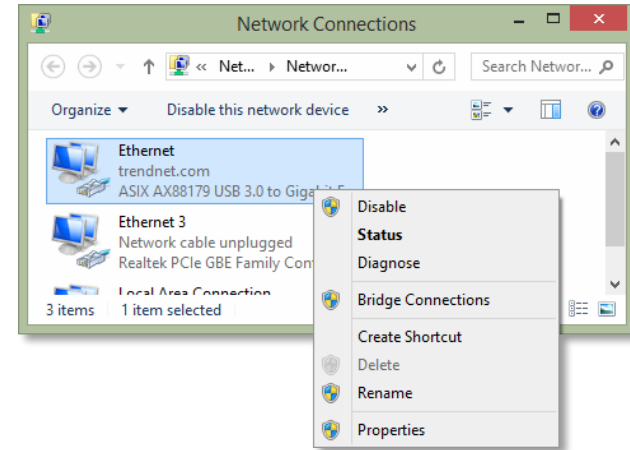 Network Connections
« Net... Networ...
Search Networ...
Organize
Disable this network device
»
Ethernet
trendnet.com
ASIX AX88179 USB 3.0 to
Ethernet 3
Network cable unplugged
Realtek PCIe GBE Family
Local Area Connection
3 items
1 item selected
Disable
Status
Diagnose
Bridge Connections
Create Shortcut
Delete
Rename
Properties